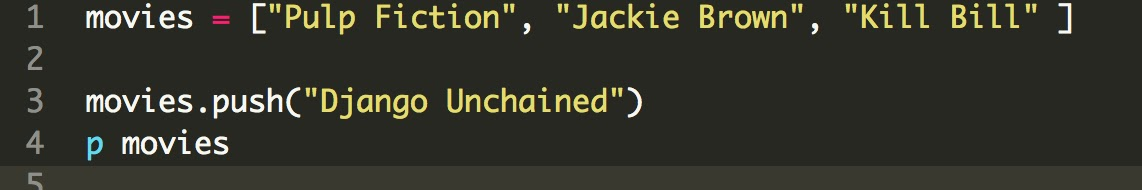 1 movies = ["Pulp Fiction", "Jackie Brown", "Kill Bill" ]
2
3 movies.push("Django Unchained")
4 p movies
5